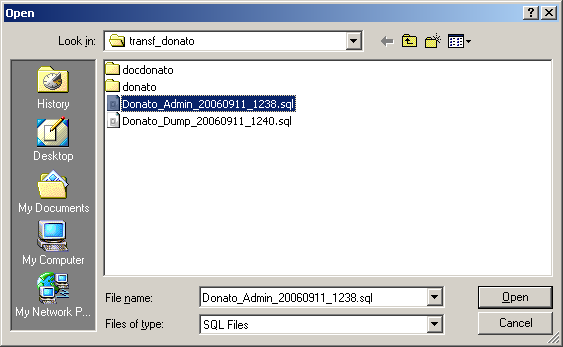 Open
Look in: transf_donato
History
Desktop
My Documents
My Computer
My Network P...
docdonato
donato
Donato_Admin_20060911_1238.sql
Donato_Dump_20060911_1240.sql
File name: Donato_Admin_20060911_1238.sql Open
Files of type: SQL Files Cancel